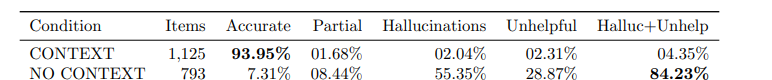 Condition Items Accurate Partial Hallucinations Unhelpful Halluc+Unhelp
CONTEXT 1,125 93.95% 01.68% 02.04% 02.31% 04.35%
NO CONTEXT 793 7.31% 08.44% 55.35% 28.87% 84.23%